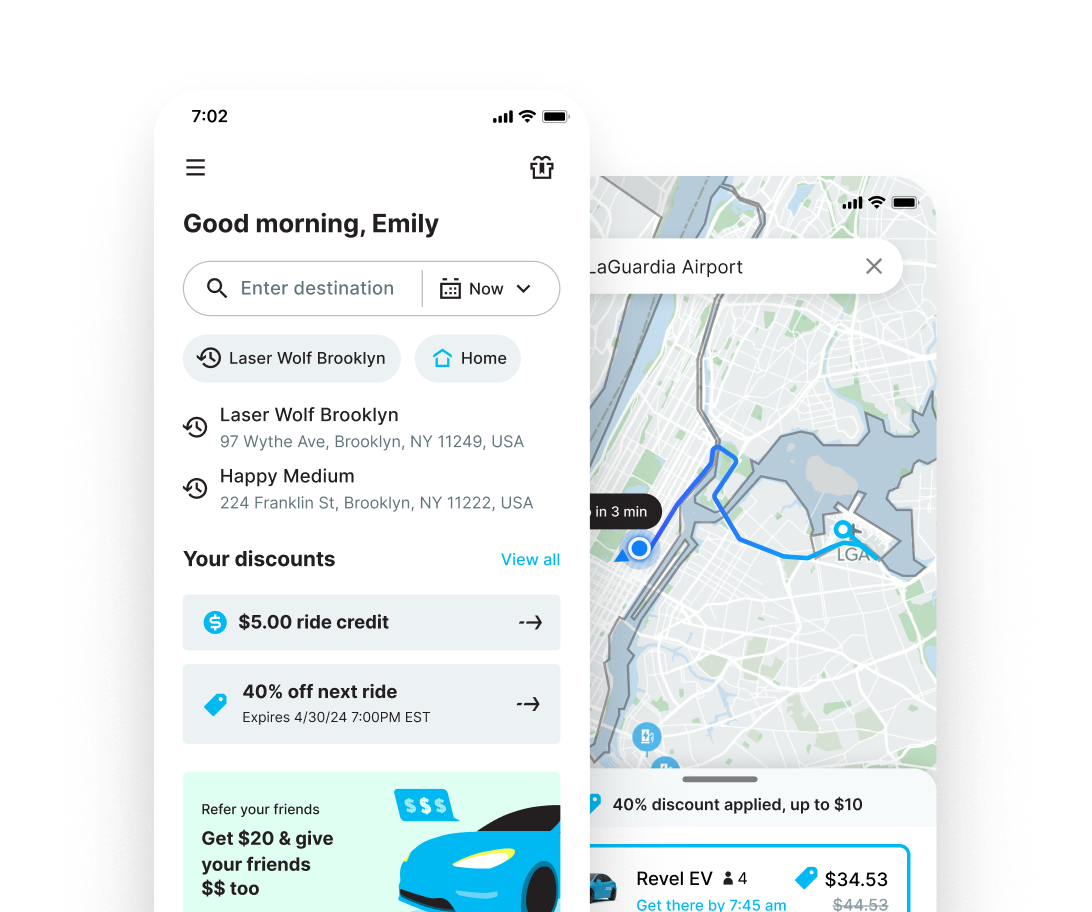 7:02
Good morning, Emily
Enter destination
Now
Laser Wolf Brooklyn
Home
Laser Wolf Brooklyn
97 Wythe Ave, Brooklyn, NY 11249, USA
Happy Medium
224 Franklin St, Brooklyn, NY 11222, USA
Your discounts
View all
$5.00 ride credit
40% off next ride
Expires 4/30/24 7:00PM EST
Refer your friends
Get $20 & give
your friends
$$ too
$$$
LaGuardia Airport
in 3 min
LGA
40% discount applied, up to $10
Revel EV 4
$34.53
Get there by 7:45 am
$44.53